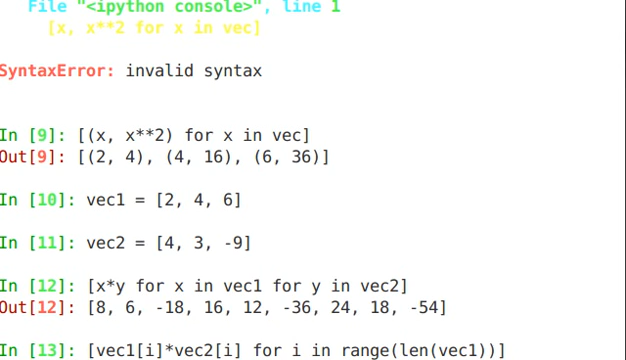 File "<ipython console>", line 1
[x, x**2 for x in vec]
SyntaxError: invalid syntax
In [9]: [(x, x**2) for x in vec]
Out[9]: [(2, 4), (4, 16), (6, 36)]
In [10]: vec1 = [2, 4, 6]
In [11]: vec2 = [4, 3, -9]
In [12]: [x*y for x in vec1 for y in vec2]
Out[12]: [8, 6, -18, 16, 12, -36, 24, 18, -54]
In [13]: [vec1[i]*vec2[i] for i in range(len(vec1))]